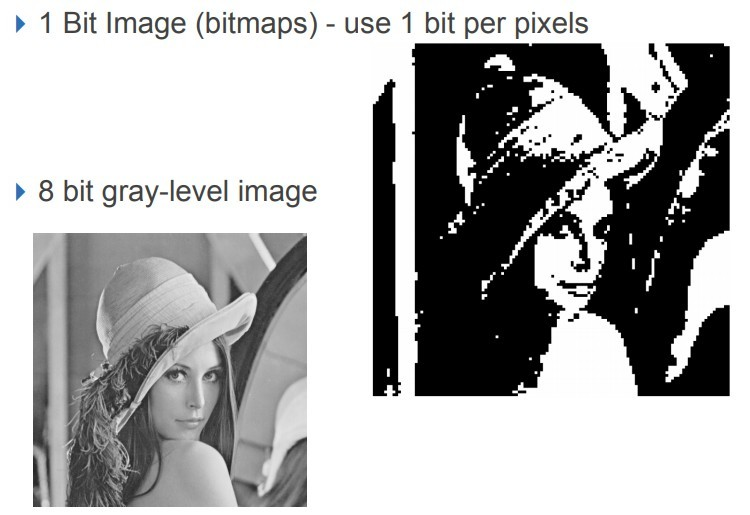 1 Bit Image (bitmaps) - use 1 bit per pixels
8 bit gray-level image